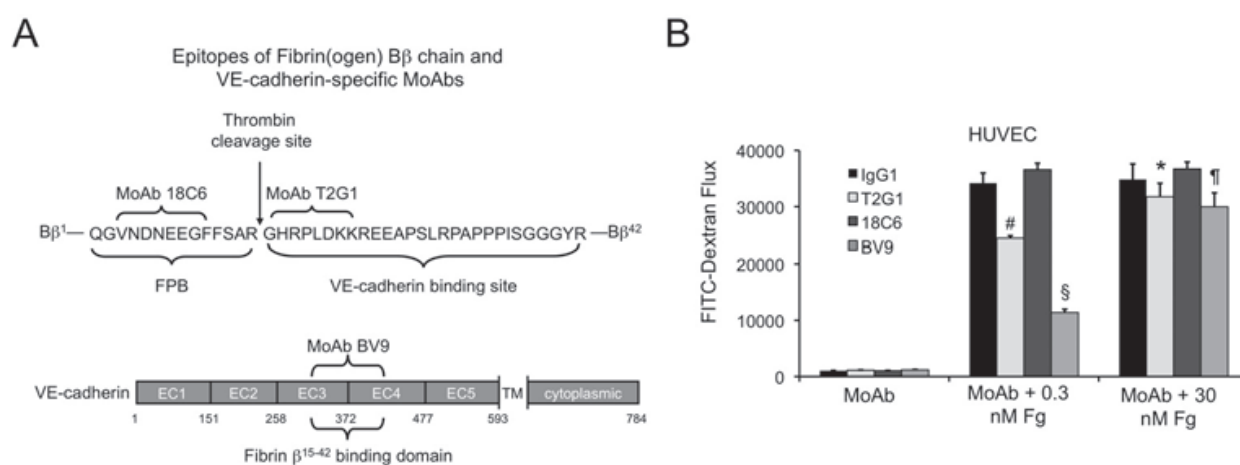 A
Epitopes of Fibrin(ogen) Bβ chain and
VE-cadherin-specific MoAbs
Thrombin
cleavage site
MoAb 18C6
MoAb T2G1
Bβ¹— QGVNDNEEGFFSAR GHRPLDKKREEAPSLRPAPPPISGGGYR —Bβ⁴²
FPB
VE-cadherin binding site
MoAb BV9
VE-cadherin EC1 EC2 EC3 EC4 EC5 TM cytoplasmic
1 151 258 372 477 593 784
Fibrin β¹⁵⁻⁴² binding domain
B
HUVEC
FITC-Dextran Flux
40000
30000
20000
10000
0
IgG1
T2G1
18C6
BV9
#
§
*
¶
MoAb
MoAb + 0.3
nM Fg
MoAb + 30
nM Fg